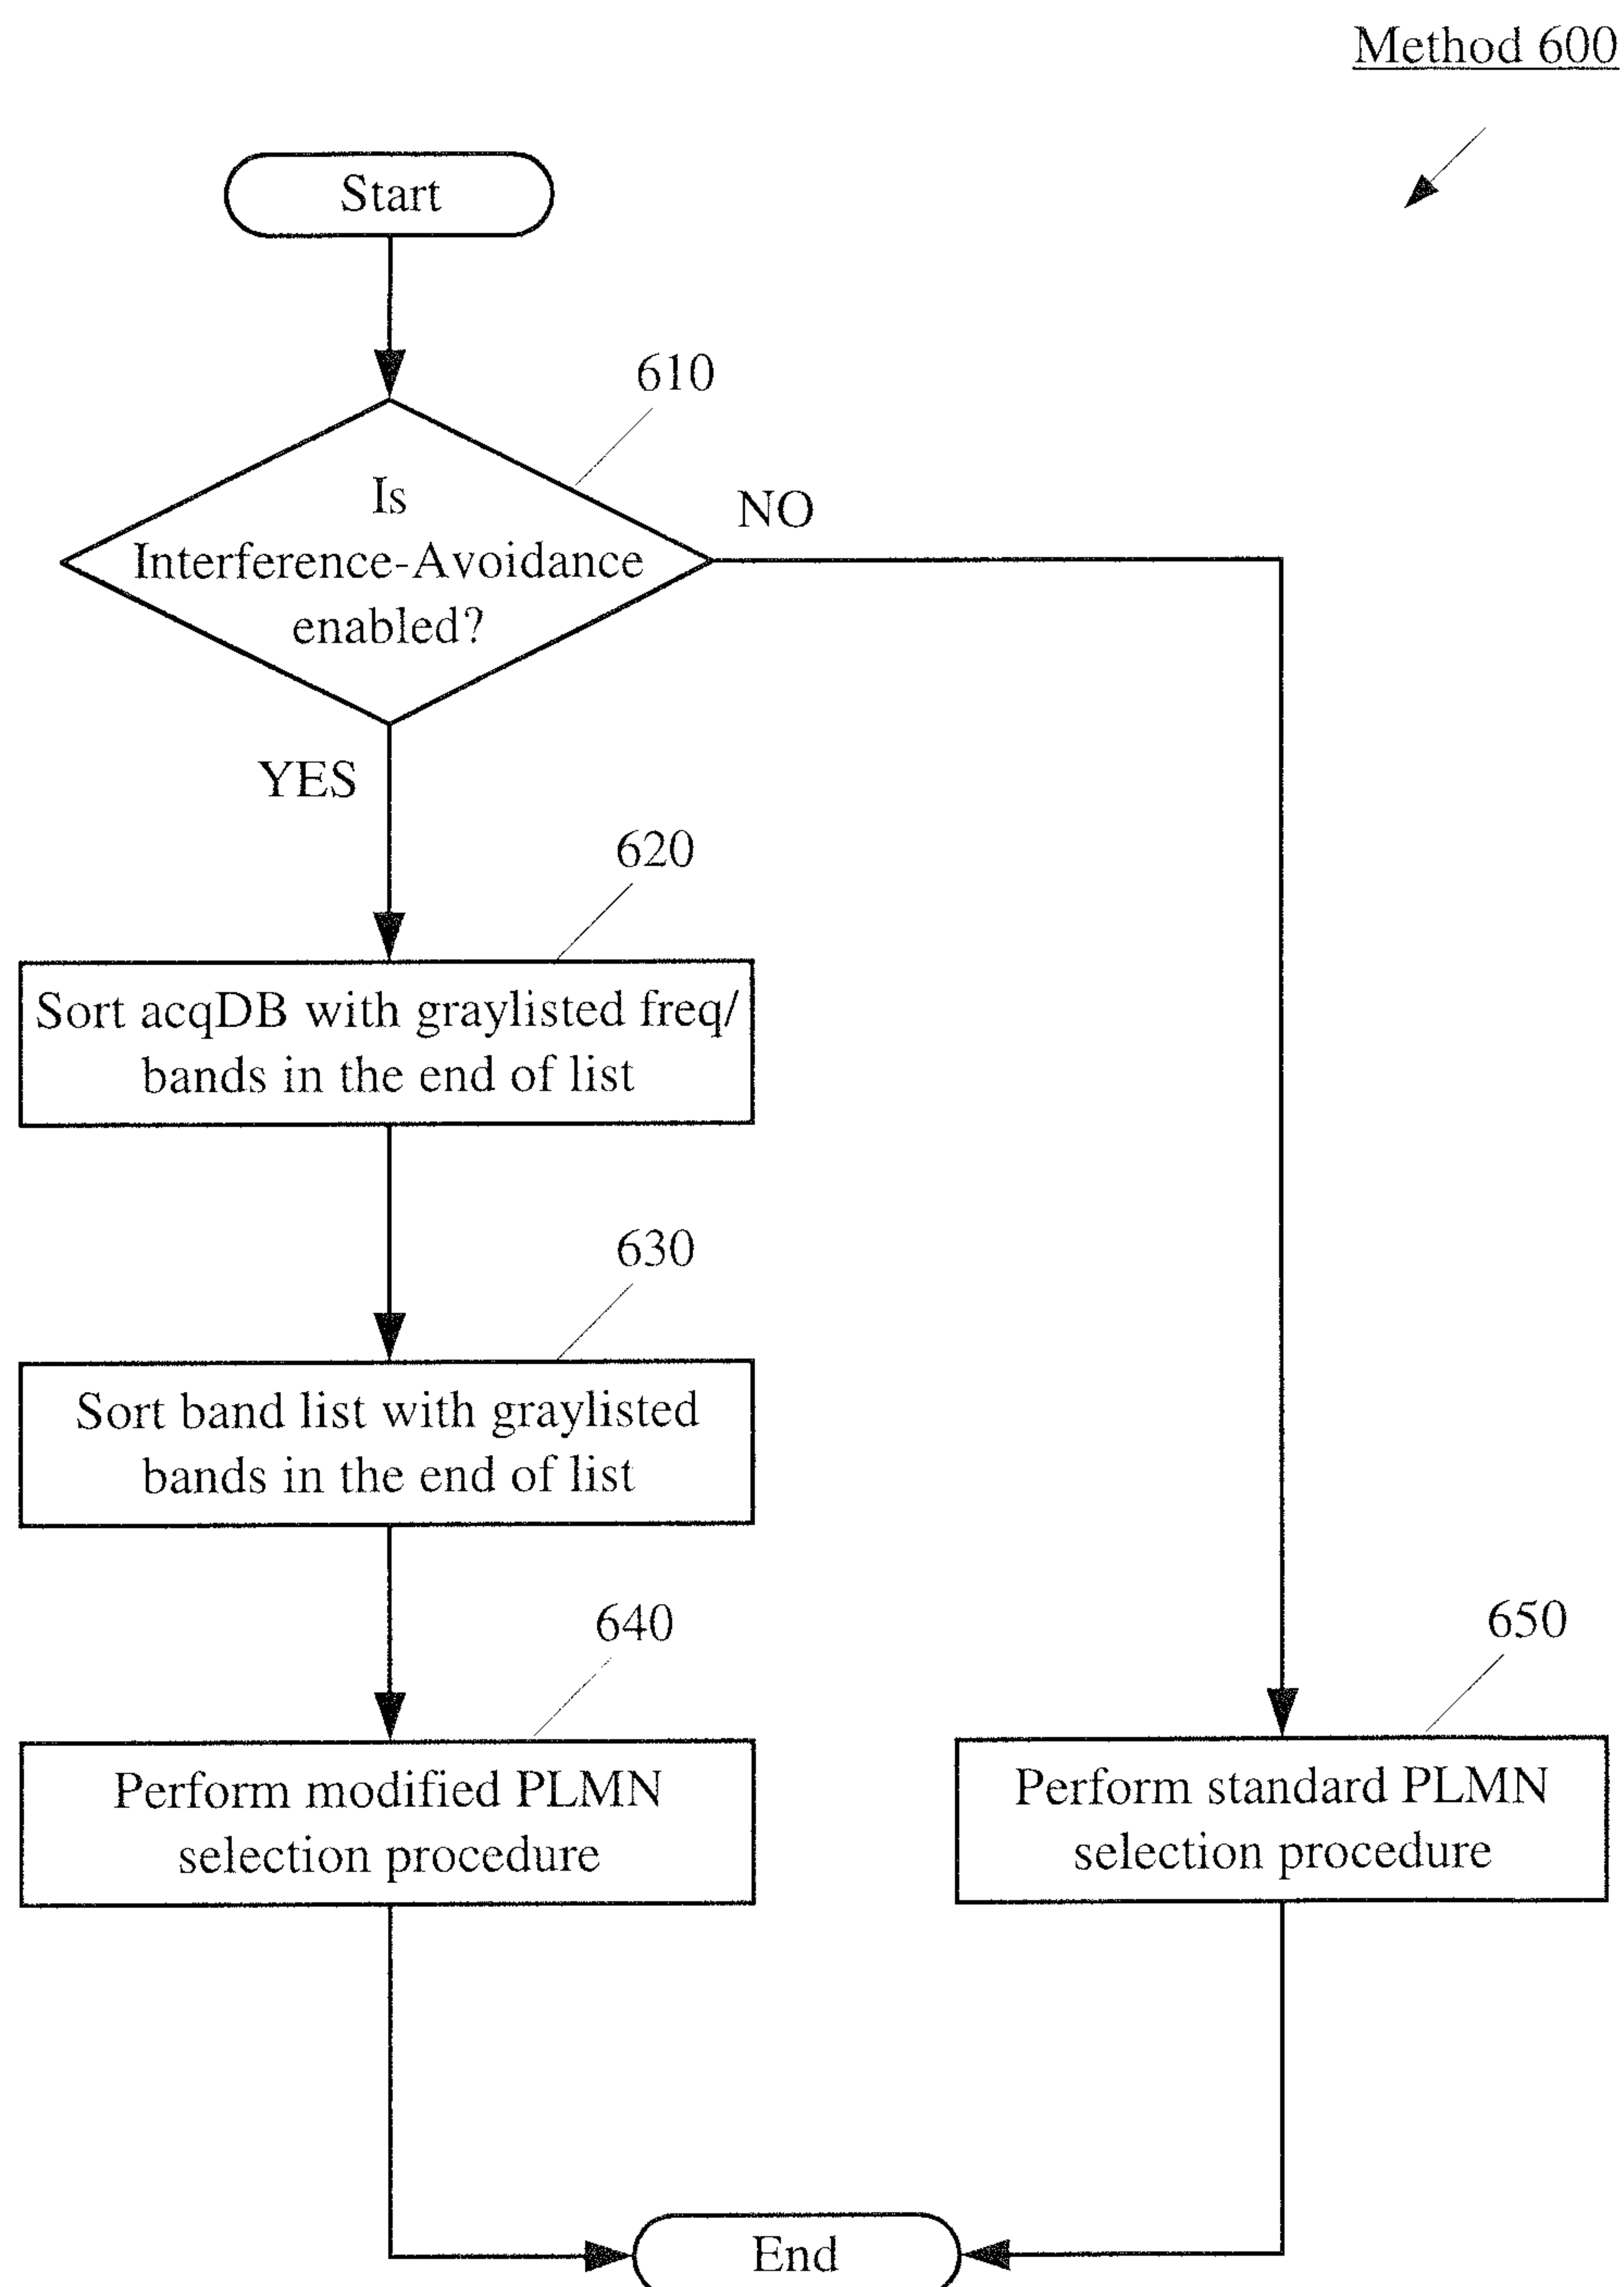 Method 600
Start
610
Is
Interference-Avoidance
enabled?
NO
YES
620
Sort acqDB with graylisted freq/
bands in the end of list
630
Sort band list with graylisted
bands in the end of list
640
Perform modified PLMN
selection procedure
650
Perform standard PLMN
selection procedure
End